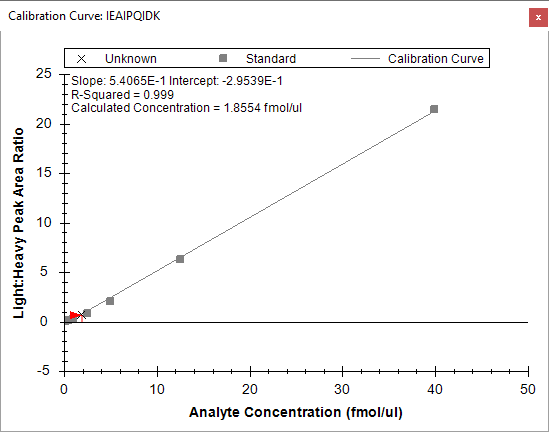 Calibration Curve: IEAIPQIDK
x
Unknown Standard Calibration Curve
Slope: 5.4065E-1 Intercept: -2.9539E-1
R-Squared = 0.999
Calculated Concentration = 1.8554 fmol/ul
Light:Heavy Peak Area Ratio
25
20
15
10
5
0
-5
0 10 20 30 40 50
Analyte Concentration (fmol/ul)